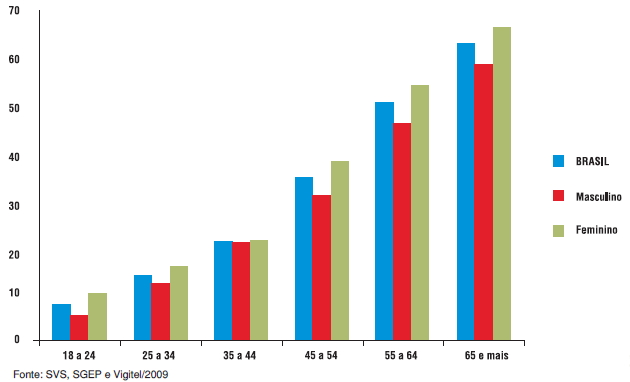 70
60
50
40
30
20
10
0
18 a 24 25 a 34 35 a 44 45 a 54 55 a 64 65 e mais
BRASIL
Masculino
Feminino
Fonte: SVS, SGEP e Vigitel/2009